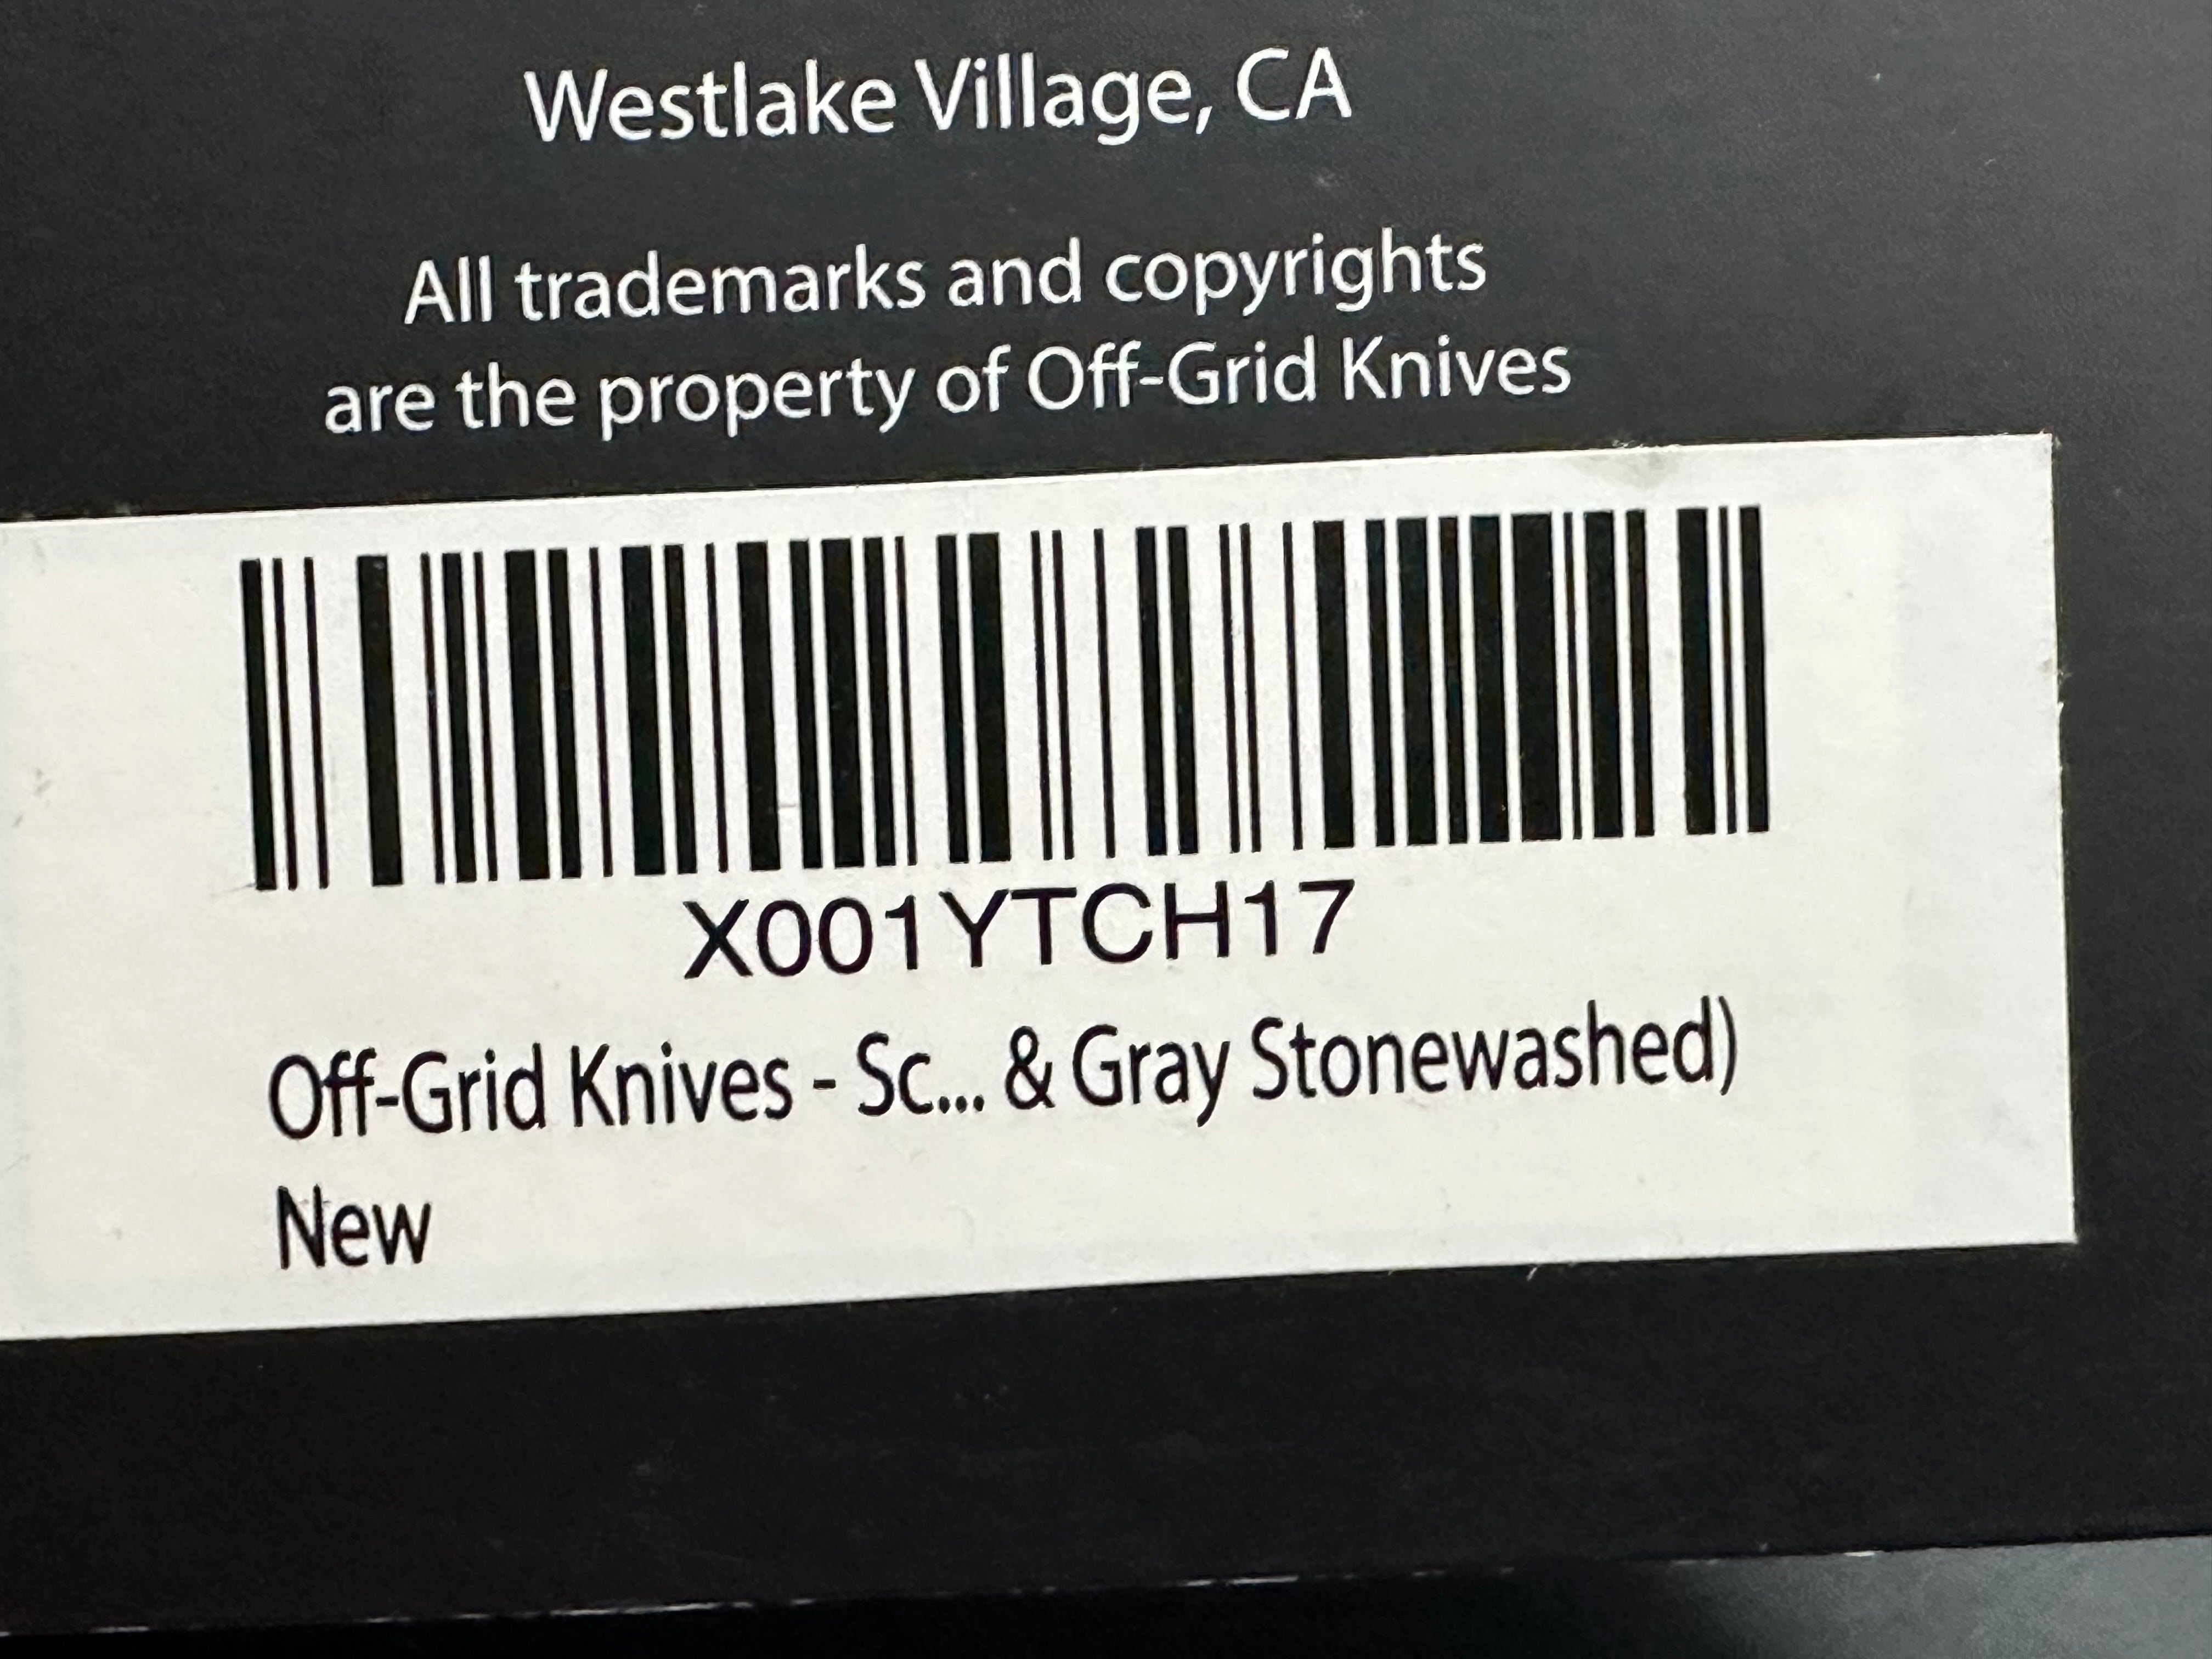 Westlake Village, CA
All trademarks and copyrights
are the property of Off-Grid Knives
X001YTCH17
Off-Grid Knives - Sc... & Gray Stonewashed)
New